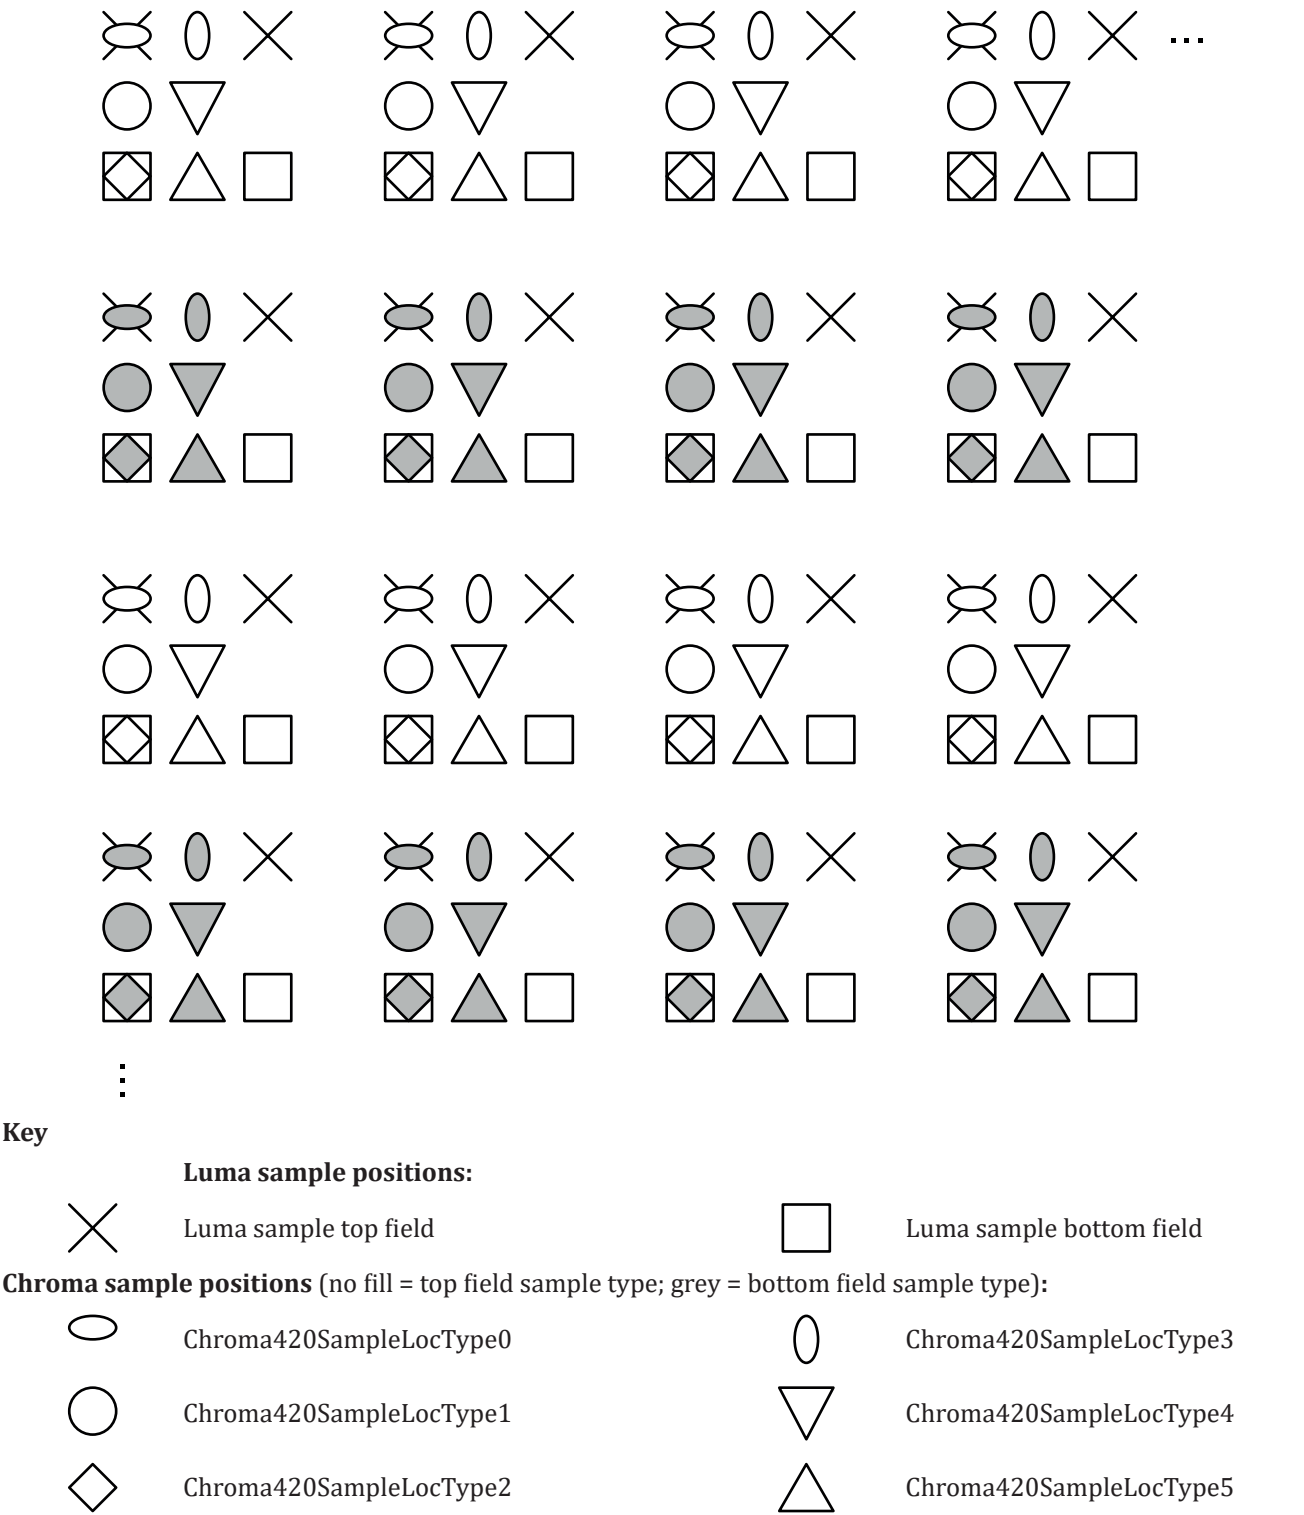 ...
⋮
Key
Luma sample positions:
Luma sample top field
Luma sample bottom field
Chroma sample positions (no fill = top field sample type; grey = bottom field sample type):
Chroma420SampleLocType0
Chroma420SampleLocType3
Chroma420SampleLocType1
Chroma420SampleLocType4
Chroma420SampleLocType2
Chroma420SampleLocType5